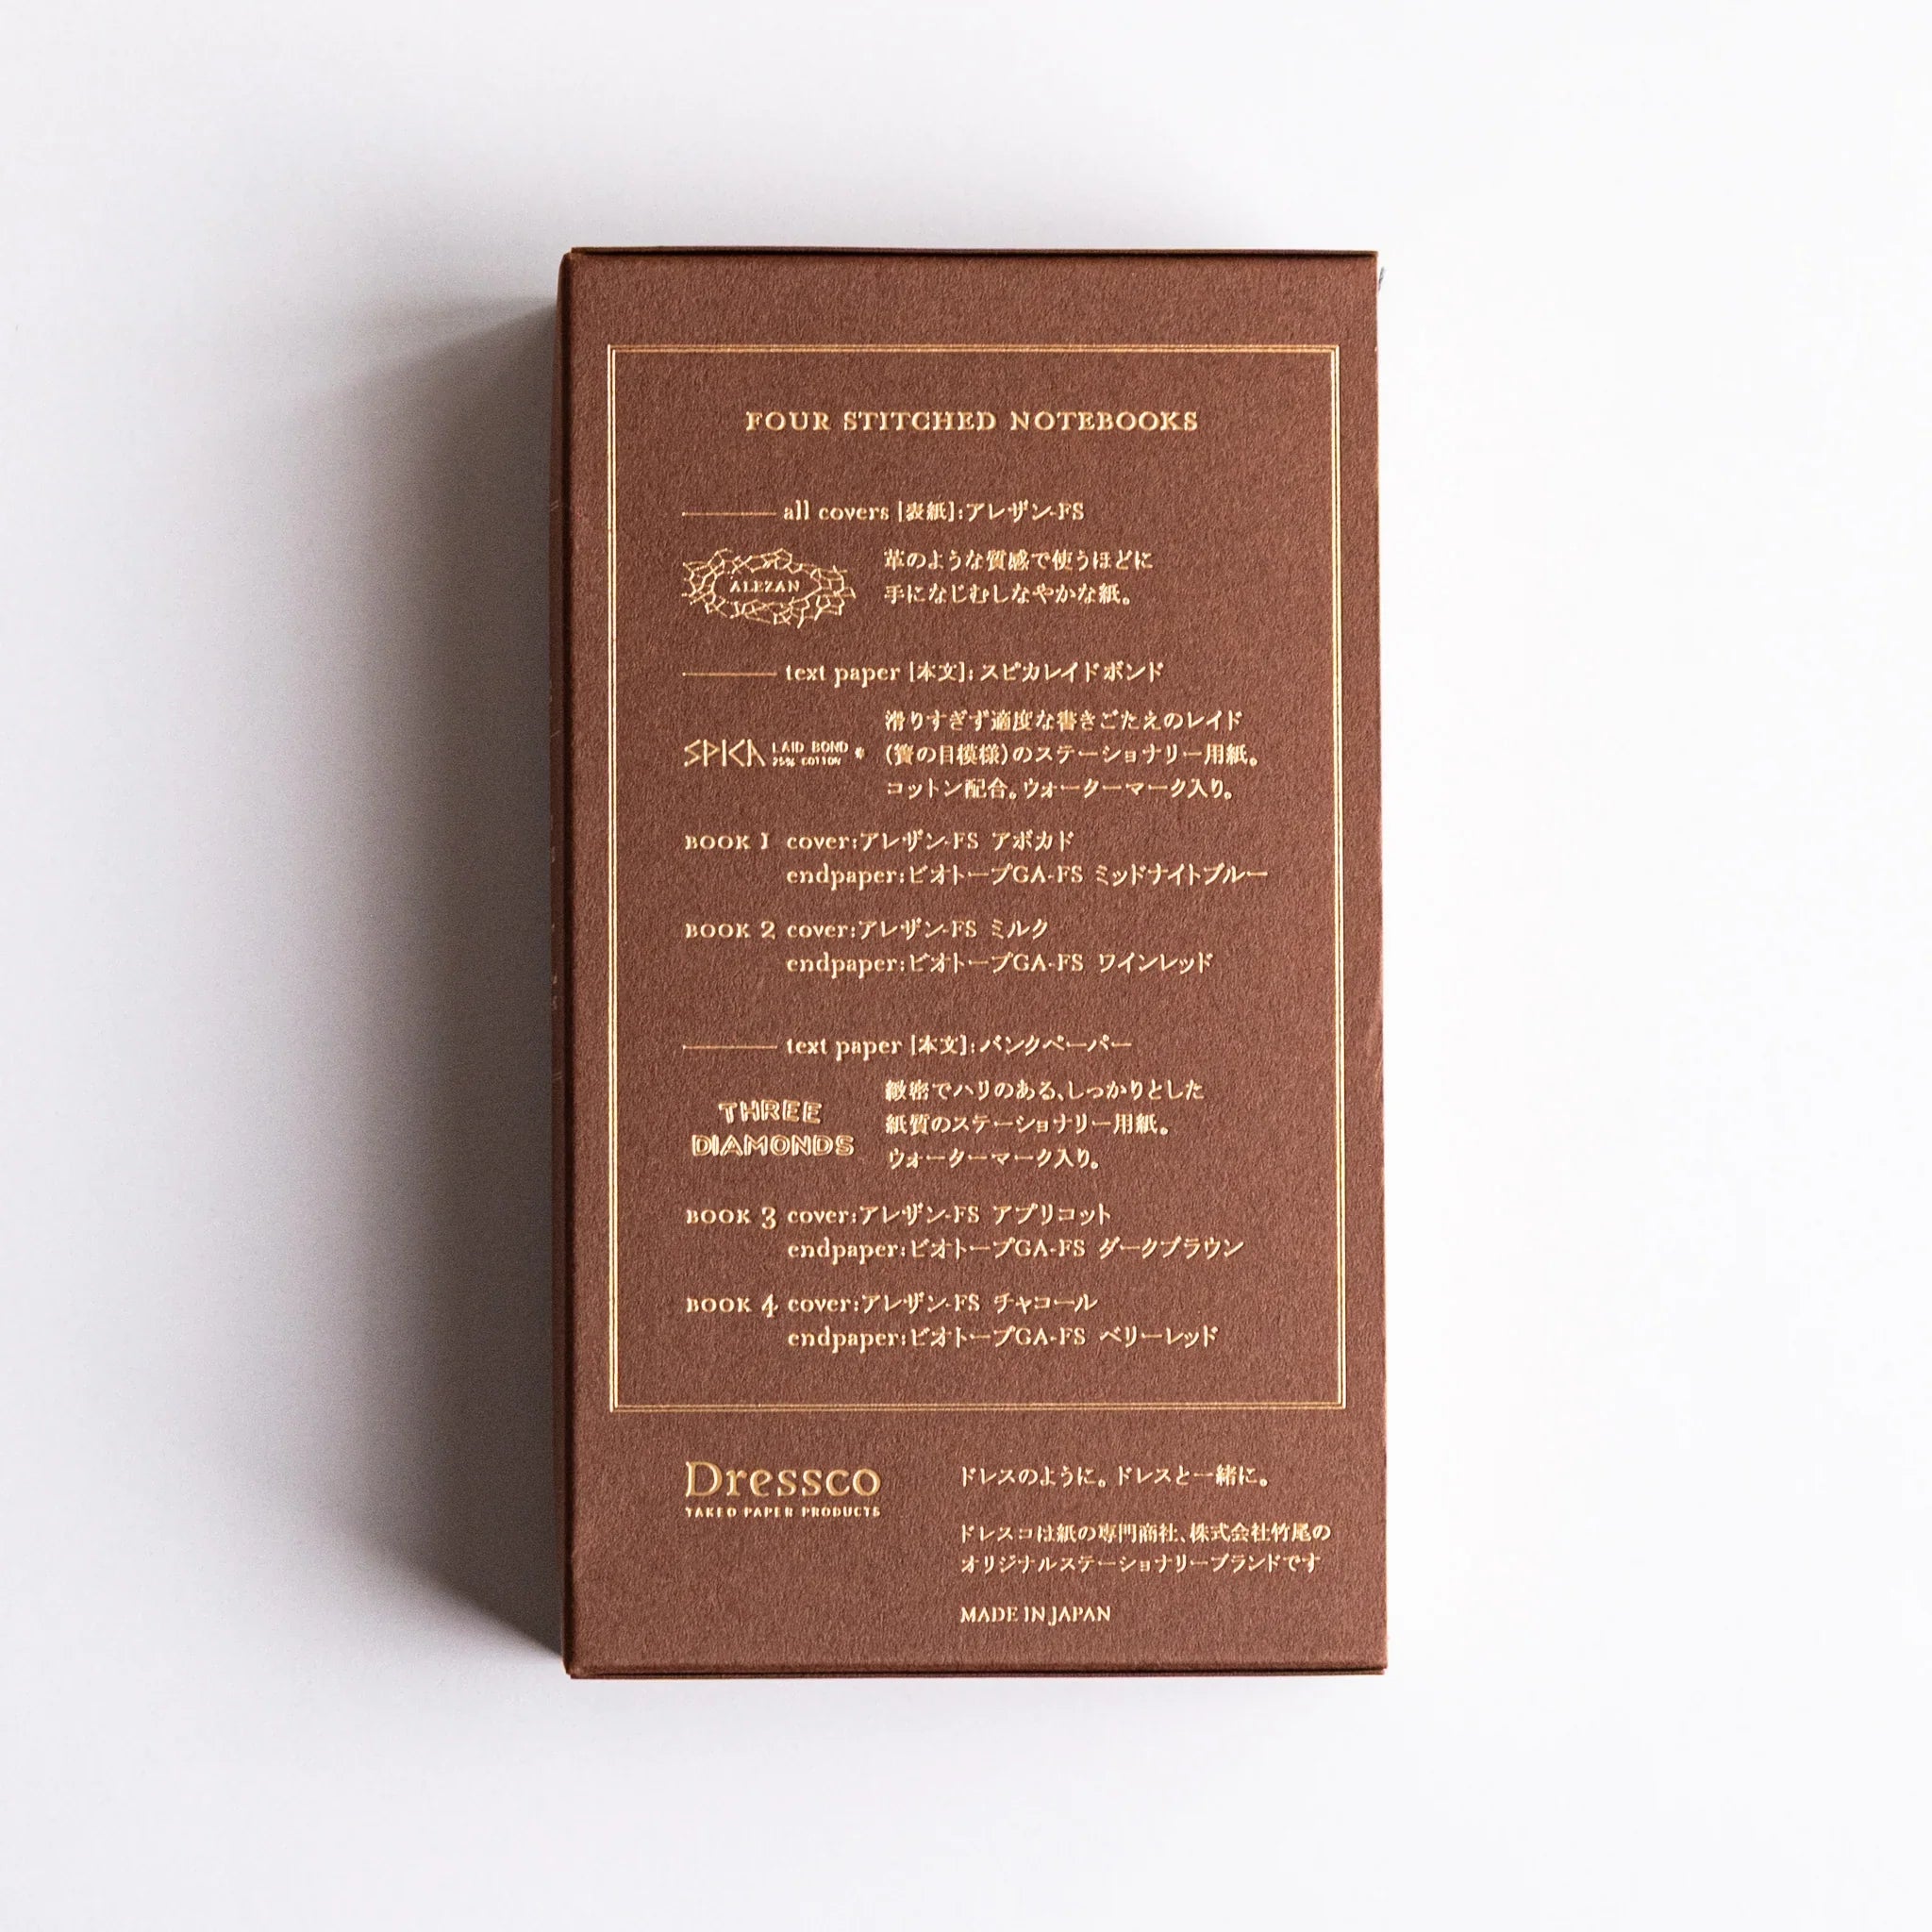 FOUR STITCHED NOTEBOOKS
all covers [表紙]:アレザン-FS
ALEZAN
革のような質感で使うほどに
手になじむしなやかな紙。
text paper [本文]:スピカレイドボンド
SPICA LAID BOND
25% COTTON
滑りすぎず適度な書きごたえのレイド
(簀の目模様)のステーショナリー用紙。
コットン配合。ウォーターマーク入り。
BOOK 1 cover:アレザン-FS アボカド
endpaper:ビオトープGA-FS ミッドナイトブルー
BOOK 2 cover:アレザン-FS ミルク
endpaper:ビオトープGA-FS ワインレッド
text paper [本文]:バンクペーパー
THREE
DIAMONDS
緻密でハリのある、しっかりとした
紙質のステーショナリー用紙。
ウォーターマーク入り。
BOOK 3 cover:アレザン-FS アプリコット
endpaper:ビオトープGA-FS ダークブラウン
BOOK 4 cover:アレザン-FS チャコール
endpaper:ビオトープGA-FS ベリーレッド
Dressco
TAKEO PAPER PRODUCTS
ドレスのように。ドレスと一緒に。
ドレスコは紙の専門商社、株式会社竹尾の
オリジナルステーショナリーブランドです
MADE IN JAPAN